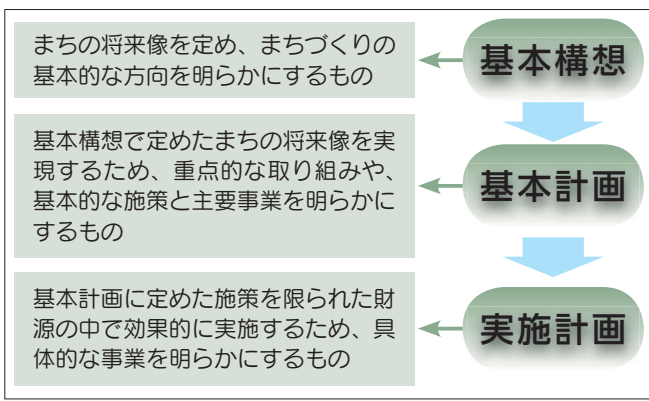 まちの将来像を定め、まちづくりの
基本的な方向を明らかにするもの
基本構想
基本構想で定めたまちの将来像を実
現するため、重点的な取り組みや、
基本的な施策と主要事業を明らかに
するもの
基本計画
基本計画に定めた施策を限られた財
源の中で効果的に実施するため、具
体的な事業を明らかにするもの
実施計画